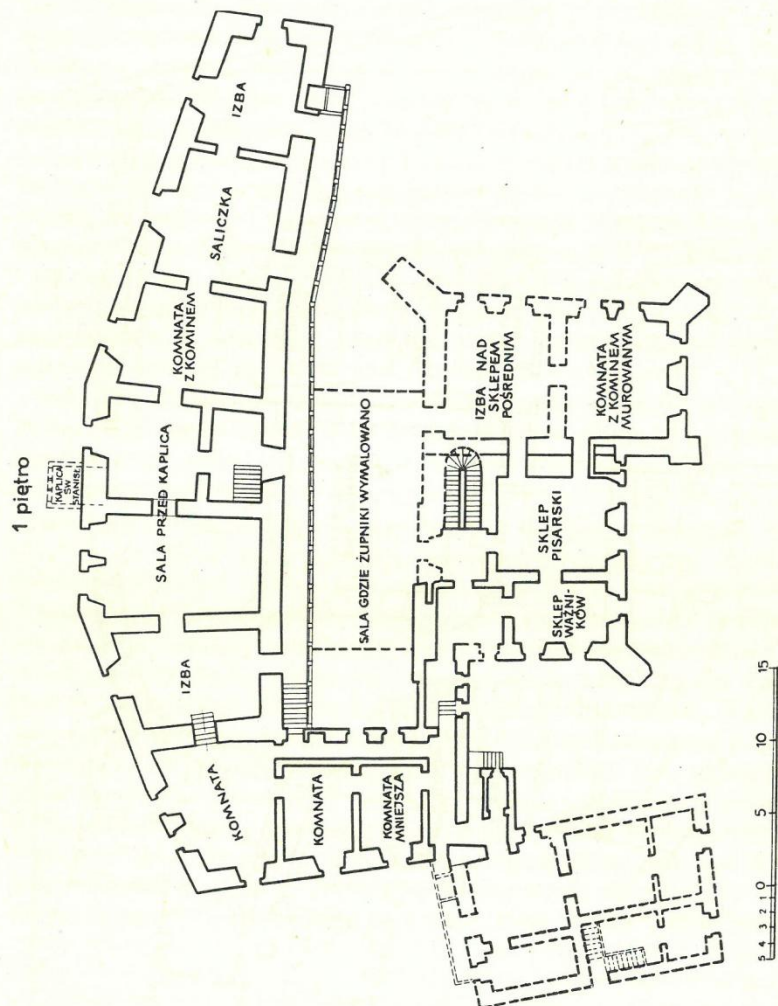 1 piętro
IZBA
SALICZKA
KOMNATA
Z KOMINEM
KAPLICA
ŚW
STANISŁ.
SALA PRZED KAPLICĄ
IZBA
KOMNATA
KOMNATA
KOMNATA
MNIEJSZA
SALA GDZIE ŻUPNIKI WYMALOWANO
IZBA NAD
SKLEPEM
POŚREDNIM
KOMNATA
Z KOMINEM
MUROWANYM
SKLEP
PISARSKI
SKLEP
WAŻNI-
KÓW
5 4 3 2 1 0 5 10 15